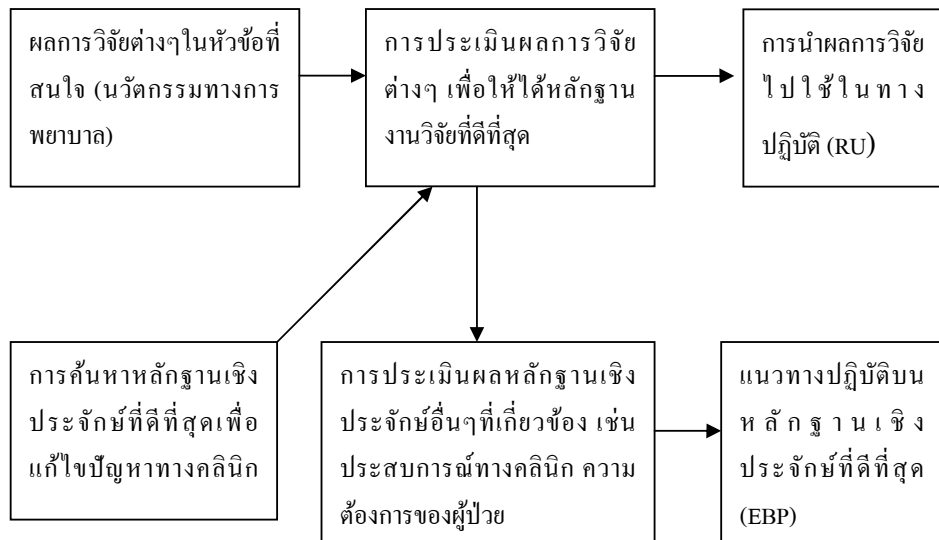 ผลการวิจัยต่างๆในหัวข้อที่
สนใจ (นวัตกรรมทางการ
พยาบาล)
การประเมินผลการวิจัย
ต่างๆ เพื่อให้ได้หลักฐาน
งานวิจัยที่ดีที่สุด
การนำผลการวิจัย
ไปใช้ในทาง
ปฏิบัติ (RU)
การค้นหาหลักฐานเชิง
ประจักษ์ที่ดีที่สุดเพื่อ
แก้ไขปัญหาทางคลินิก
การประเมินผลหลักฐานเชิง
ประจักษ์อื่นๆที่เกี่ยวข้อง เช่น
ประสบการณ์ทางคลินิก ความ
ต้องการของผู้ป่วย
แนวทางปฏิบัติบน
หลักฐานเชิง
ประจักษ์ที่ดีที่สุด
(EBP)